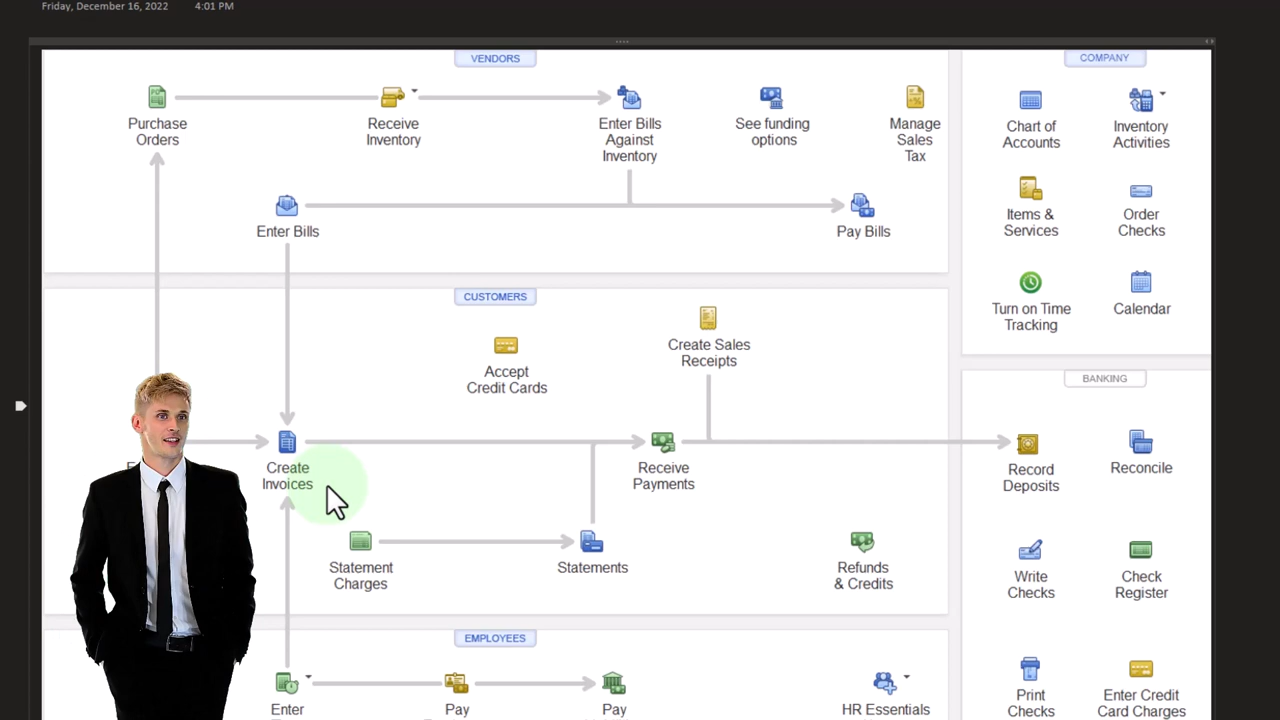 Friday, December 16, 2022 4:01 PM
VENDORS
COMPANY
Purchase
Orders
Receive
Inventory
Enter Bills
Against
Inventory
See funding
options
Manage
Sales
Tax
Chart of
Accounts
Inventory
Activities
Enter Bills
Pay Bills
Items &
Services
Order
Checks
Turn on Time
Tracking
Calendar
CUSTOMERS
Accept
Credit Cards
Create Sales
Receipts
BANKING
Create
Invoices
Receive
Payments
Record
Deposits
Reconcile
Statement
Charges
Statements
Refunds
& Credits
Write
Checks
Check
Register
EMPLOYEES
Enter
Pay
Pay
HR Essentials
Print
Checks
Enter Credit
Card Charges